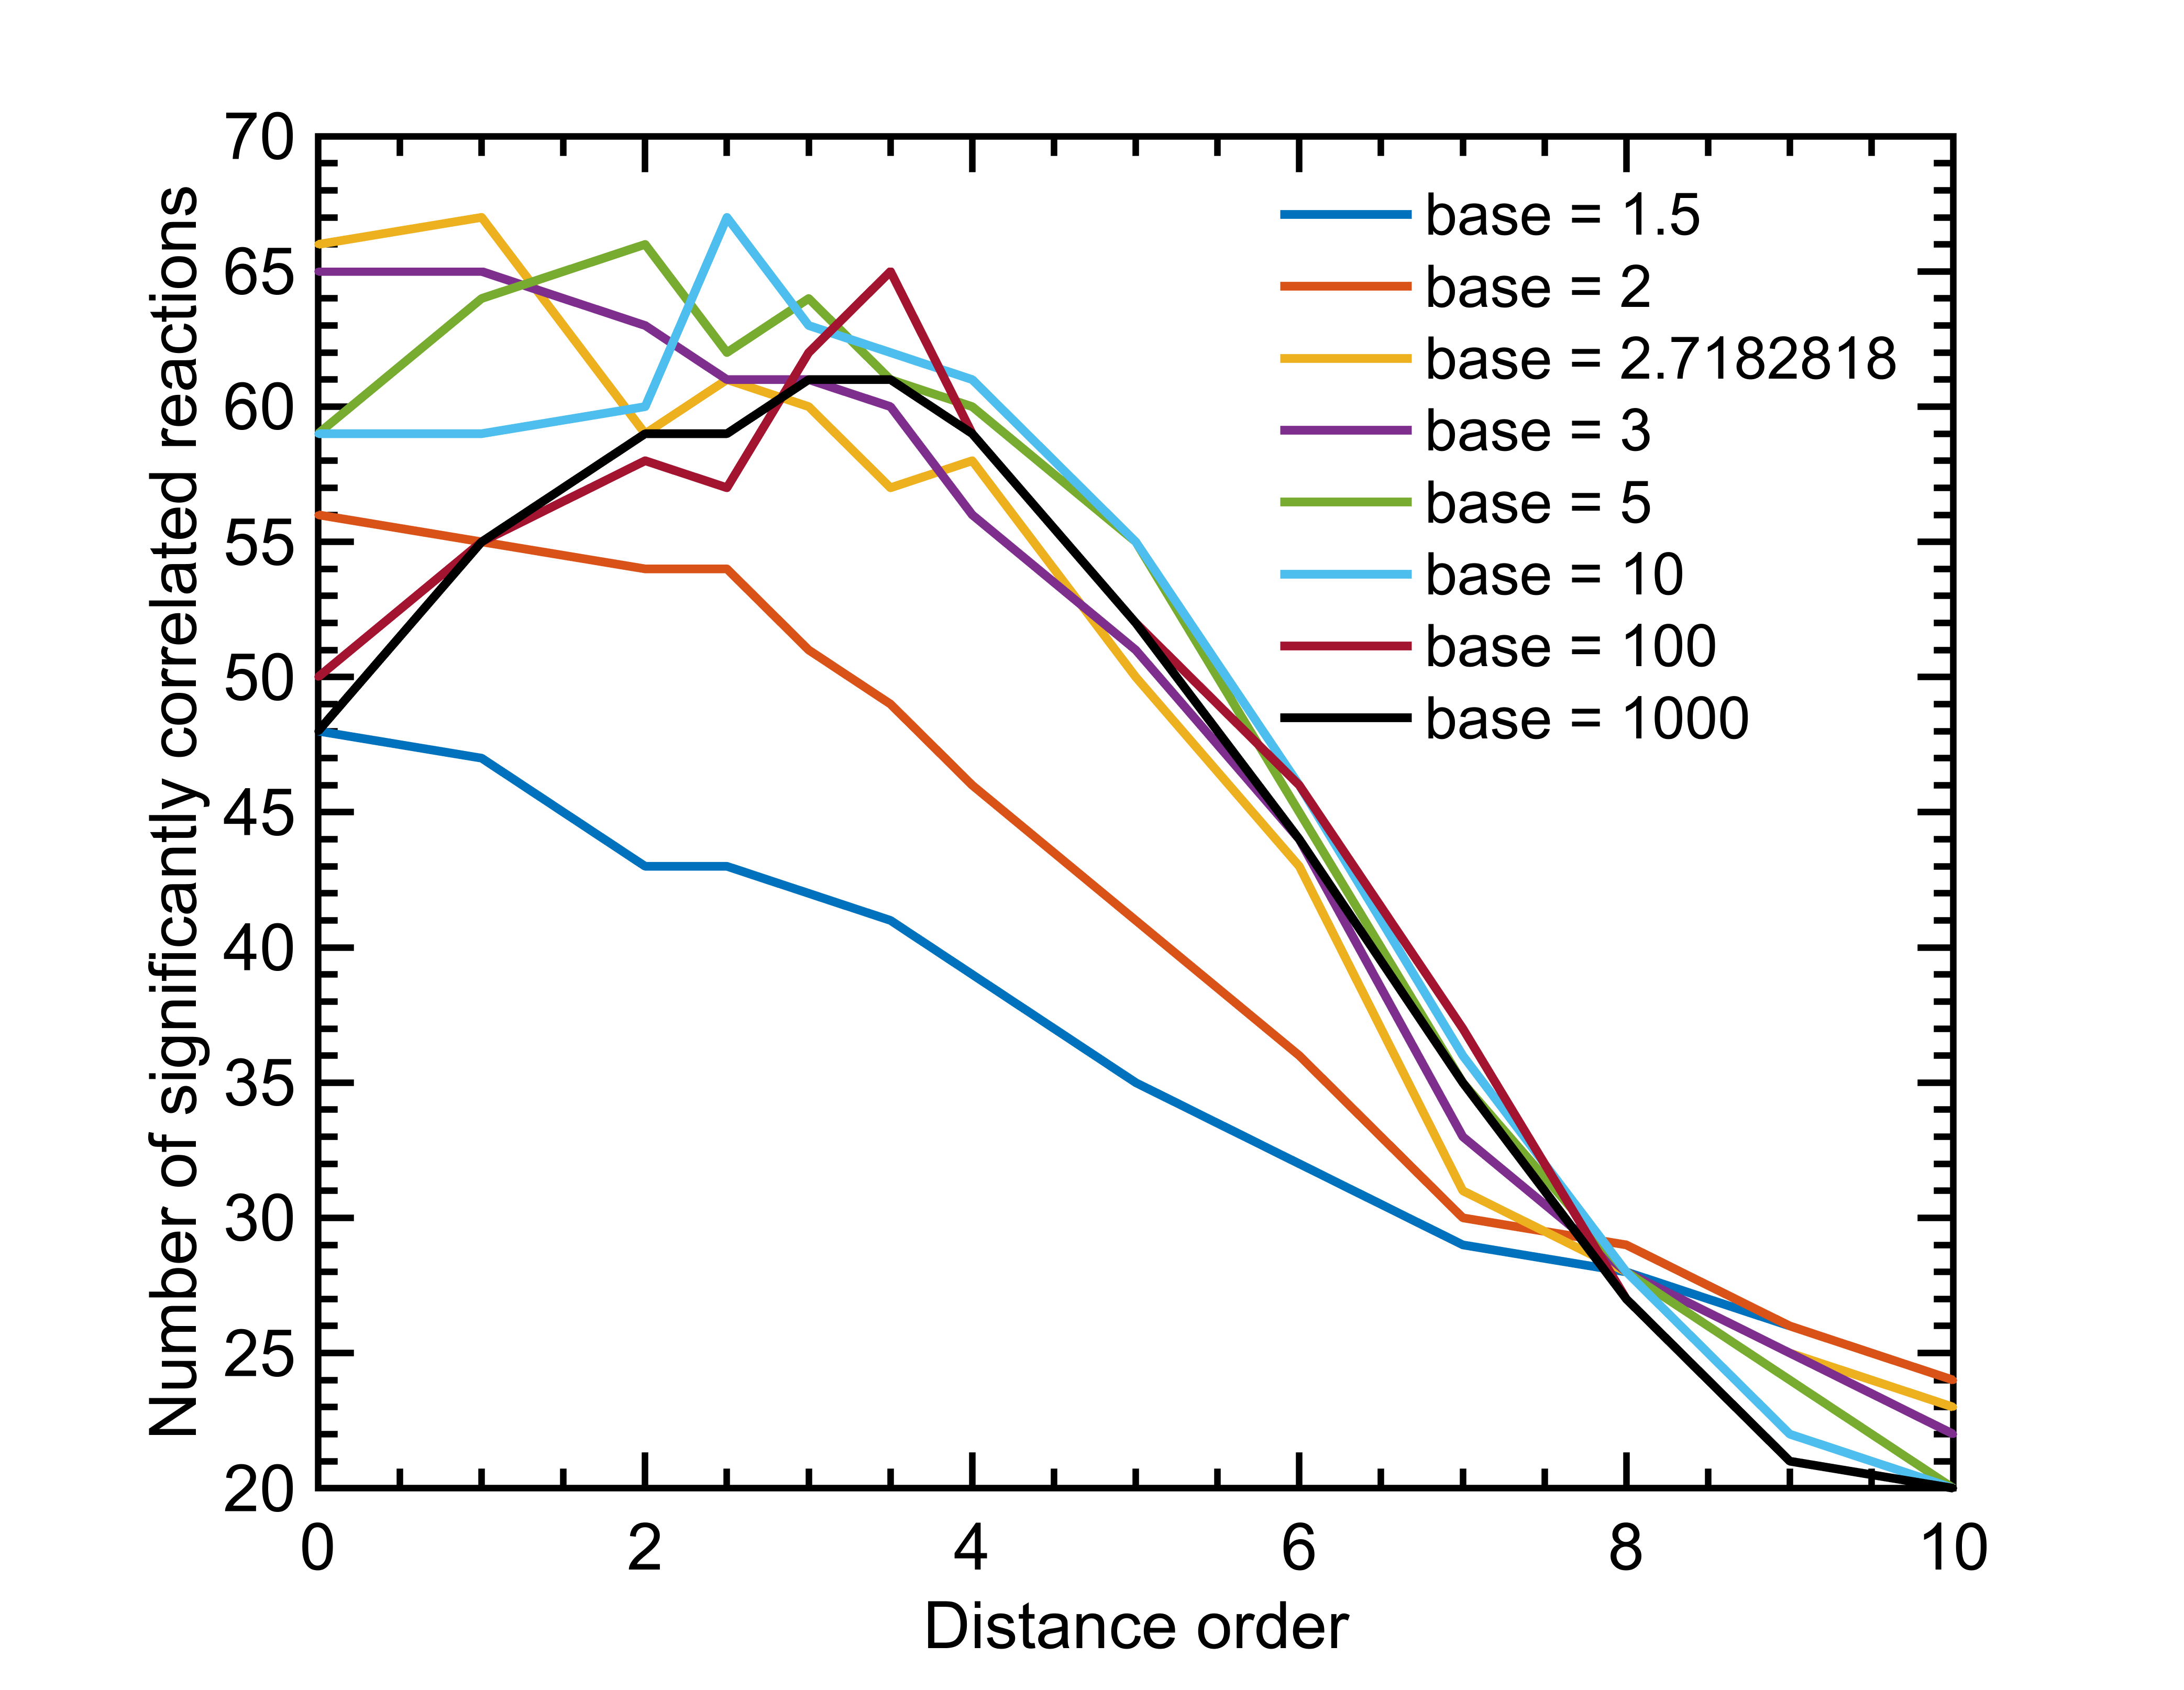 Number of significantly correlated reactions
70
65
60
55
50
45
40
35
30
25
20
base = 1.5
base = 2
base = 2.7182818
base = 3
base = 5
base = 10
base = 100
base = 1000
0 2 4 6 8 10
Distance order